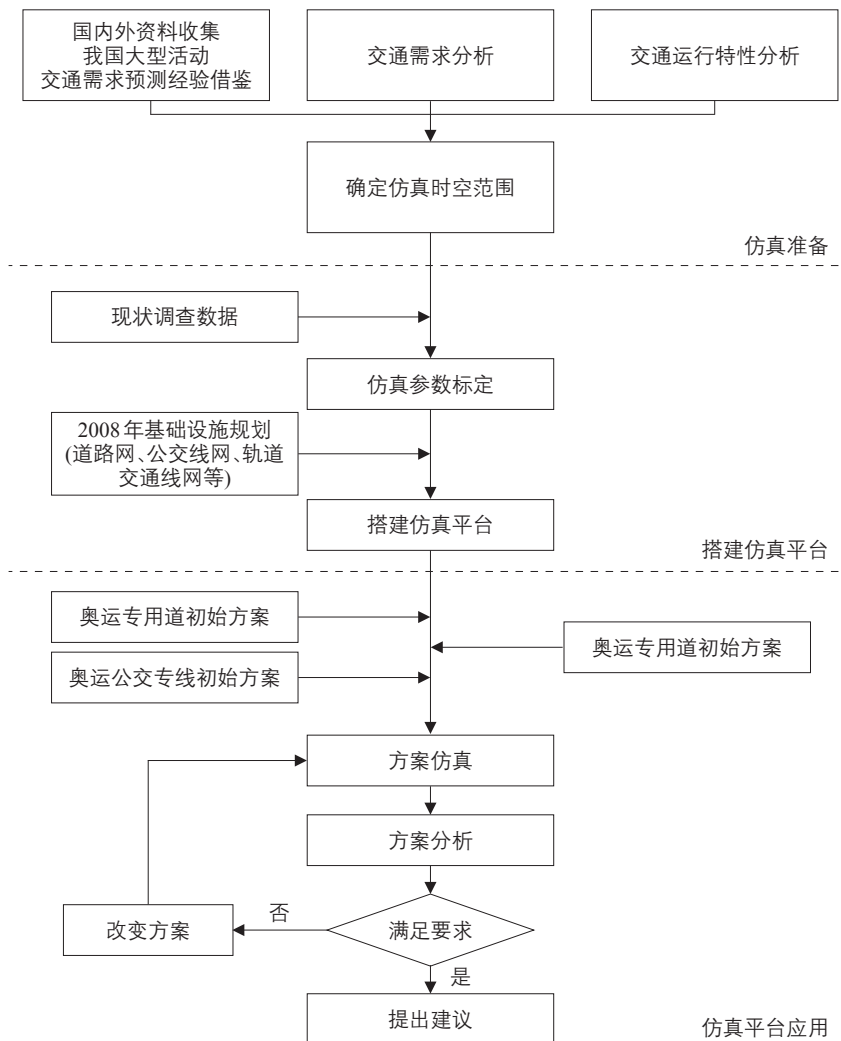 国内外资料收集
我国大型活动
交通需求预测经验借鉴
交通需求分析
交通运行特性分析
确定仿真时空范围
仿真准备
现状调查数据
仿真参数标定
2008年基础设施规划
(道路网、公交线网、轨道
交通线网等)
搭建仿真平台
搭建仿真平台
奥运专用道初始方案
奥运专用道初始方案
奥运公交专线初始方案
方案仿真
方案分析
满足要求
否
改变方案
是
提出建议
仿真平台应用